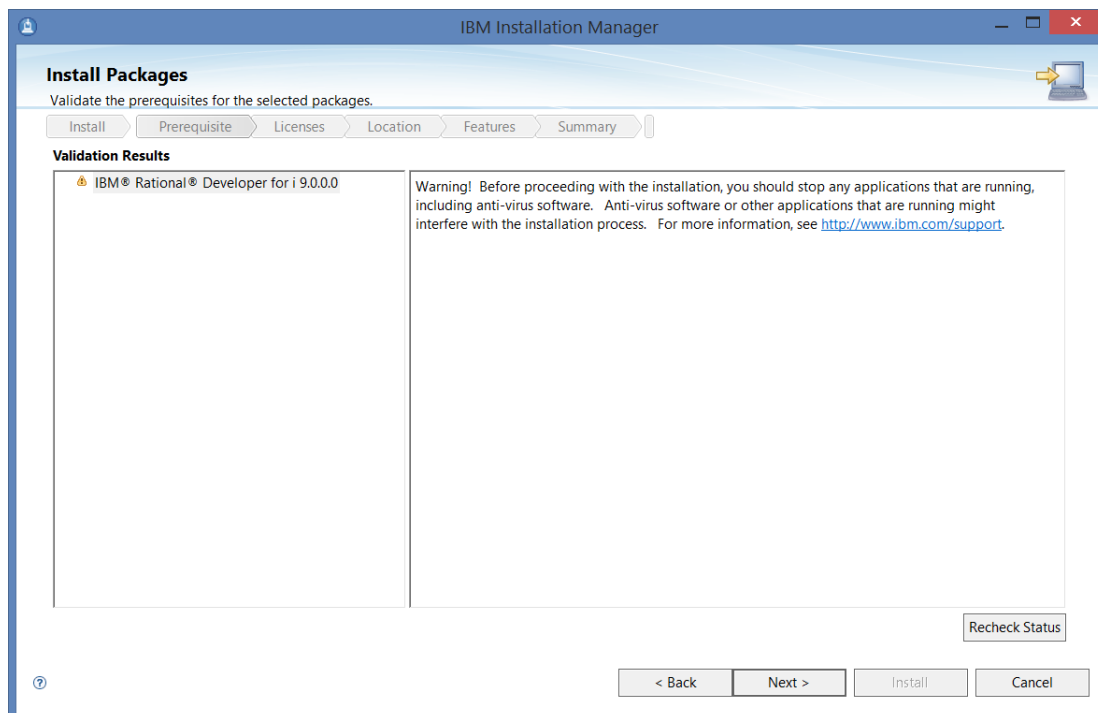 IBM Installation Manager
Install Packages
Validate the prerequisites for the selected packages.
Install Prerequisite Licenses Location Features Summary
Validation Results
IBM® Rational® Developer for i 9.0.0.0
Warning! Before proceeding with the installation, you should stop any applications that are running,
including anti-virus software. Anti-virus software or other applications that are running might
interfere with the installation process. For more information, see http://www.ibm.com/support.
Recheck Status
< Back Next > Install Cancel